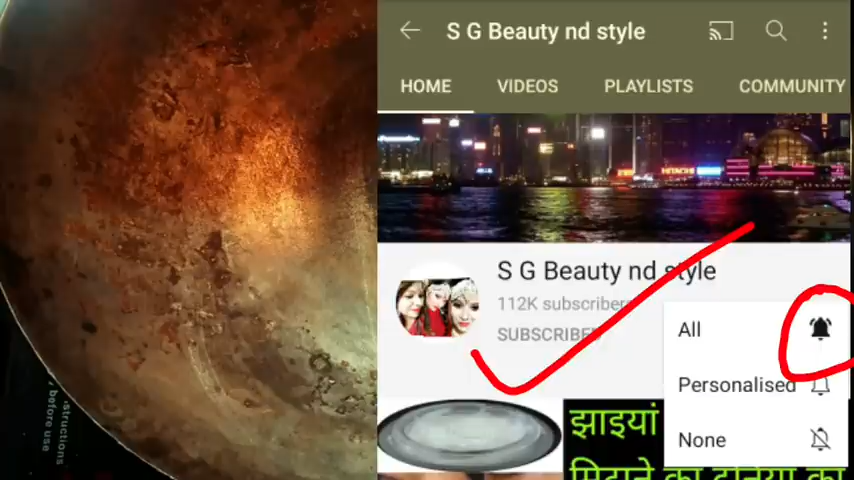 S G Beauty nd style
HOME VIDEOS PLAYLISTS COMMUNITY
HITACHI
S G Beauty nd style
112K subscribers
SUBSCRIBED
All
Personalised
None
झाइयां
मिटाने का दुनिया का
structions
before use